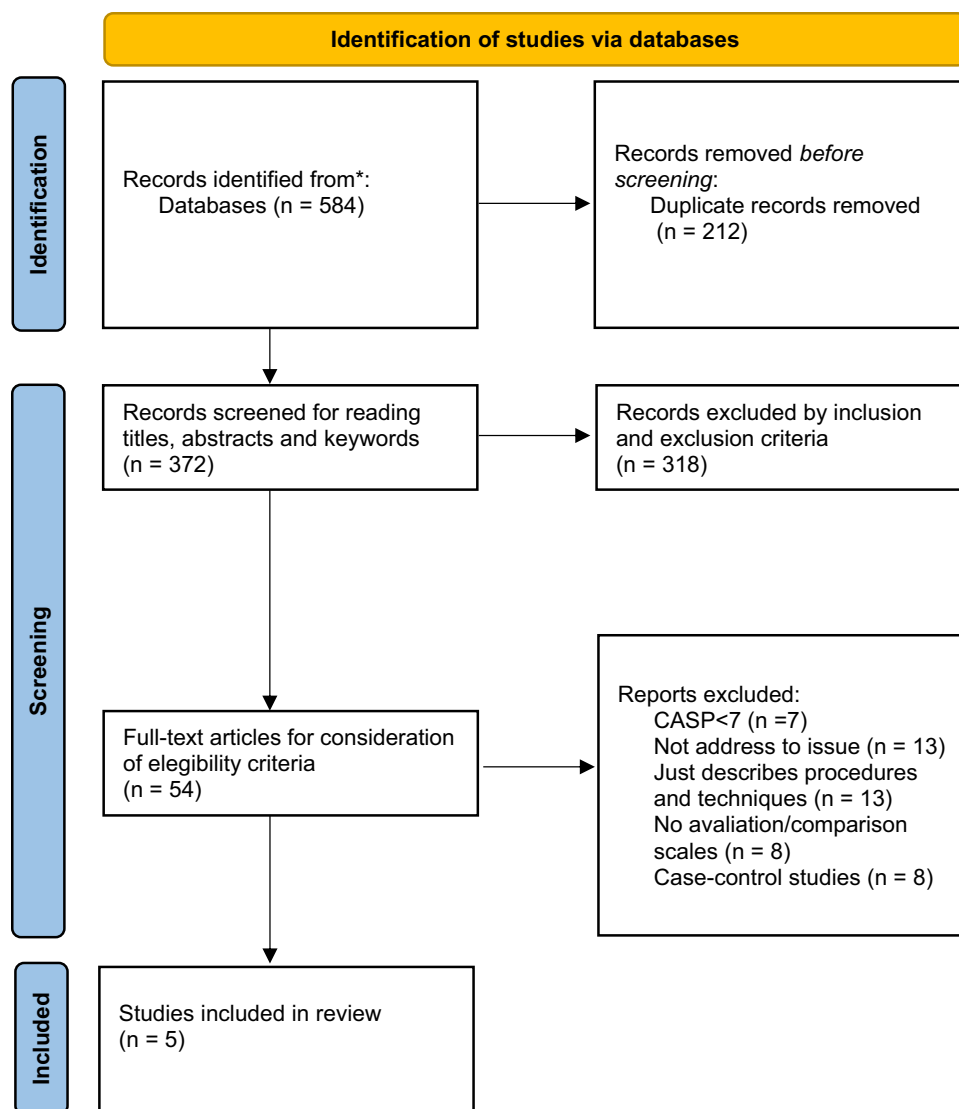 Identification of studies via databases
Identification
Records identified from*:
Databases (n = 584)
Records removed before
screening:
Duplicate records removed
(n = 212)
Screening
Records screened for reading
titles, abstracts and keywords
(n = 372)
Records excluded by inclusion
and exclusion criteria
(n = 318)
Full-text articles for consideration
of elegibility criteria
(n = 54)
Reports excluded:
CASP<7 (n =7)
Not address to issue (n = 13)
Just describes procedures
and techniques (n = 13)
No avaliation/comparison
scales (n = 8)
Case-control studies (n = 8)
Included
Studies included in review
(n = 5)